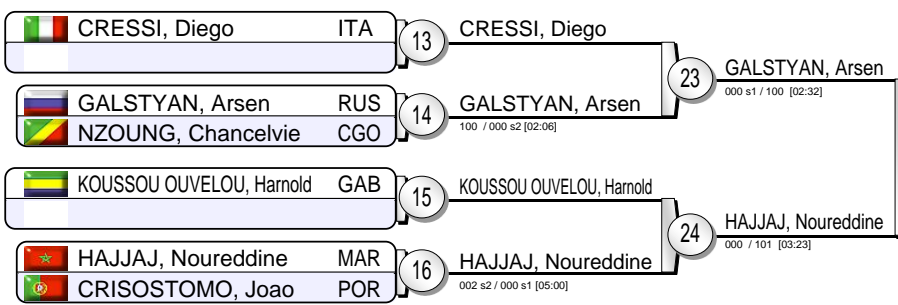 CRESSI, Diego ITA
13
CRESSI, Diego
23
GALSTYAN, Arsen
000 s1 / 100 [02:32]
GALSTYAN, Arsen RUS
NZOUNG, Chancelvie CGO
14
GALSTYAN, Arsen
100 / 000 s2 [02:06]
KOUSSOU OUVELOU, Harnold GAB
15
KOUSSOU OUVELOU, Harnold
24
HAJJAJ, Noureddine
000 / 101 [03:23]
HAJJAJ, Noureddine MAR
CRISOSTOMO, Joao POR
16
HAJJAJ, Noureddine
002 s2 / 000 s1 [05:00]